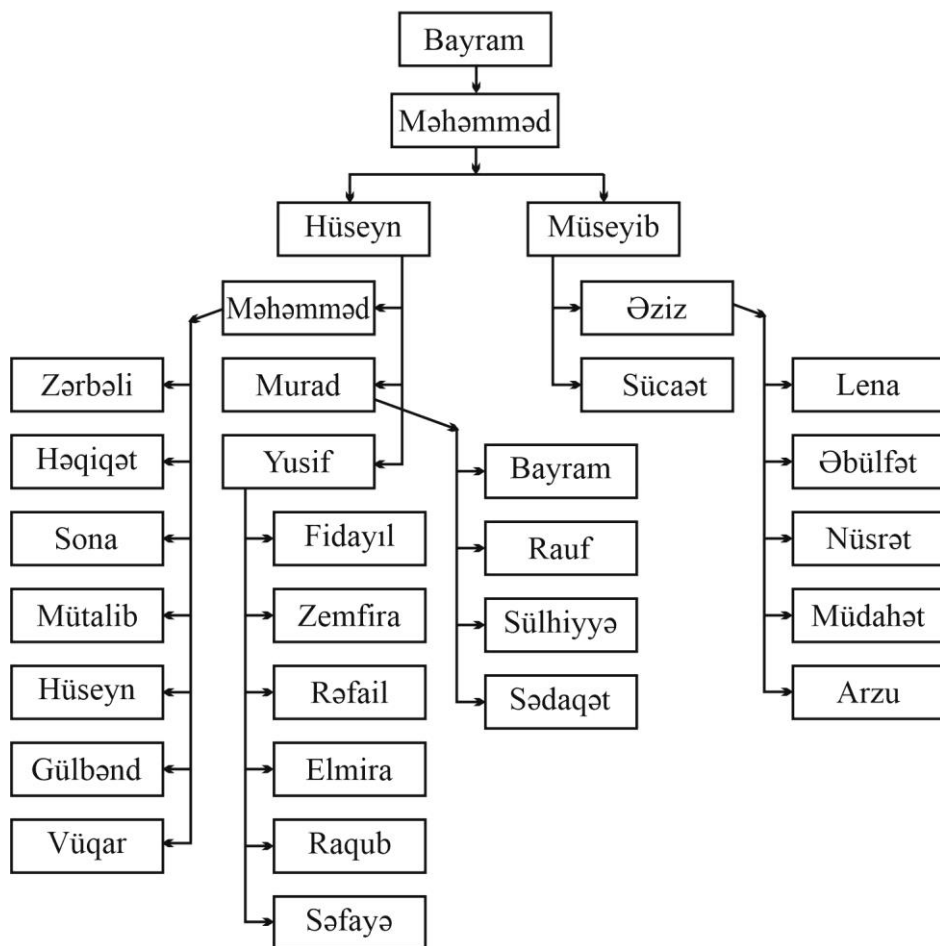 Bayram
Məhəmməd
Hüseyn
Müseyib
Məhəmməd
Əziz
Zərbəli
Murad
Sücaət
Lena
Həqiqət
Yusif
Bayram
Əbülfət
Sona
Fidayıl
Rauf
Nüsrət
Mütalib
Zemfira
Sülhiyyə
Müdahət
Hüseyn
Rəfail
Sədaqət
Arzu
Gülbənd
Elmira
Vüqar
Raqub
Səfayə